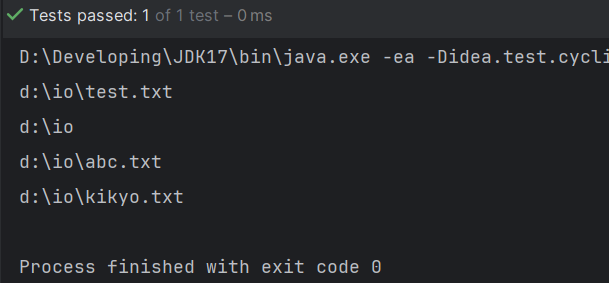 Tests passed: 1 of 1 test – 0 ms
D:\Developing\JDK17\bin\java.exe -ea -Didea.test.cycli
d:\io\test.txt
d:\io
d:\io\abc.txt
d:\io\kikyo.txt
Process finished with exit code 0